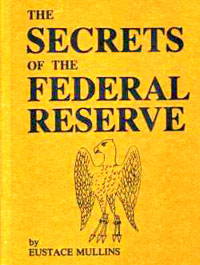 THE
SECRETS
OF THE
FEDERAL
RESERVE
by
EUSTACE MULLINS